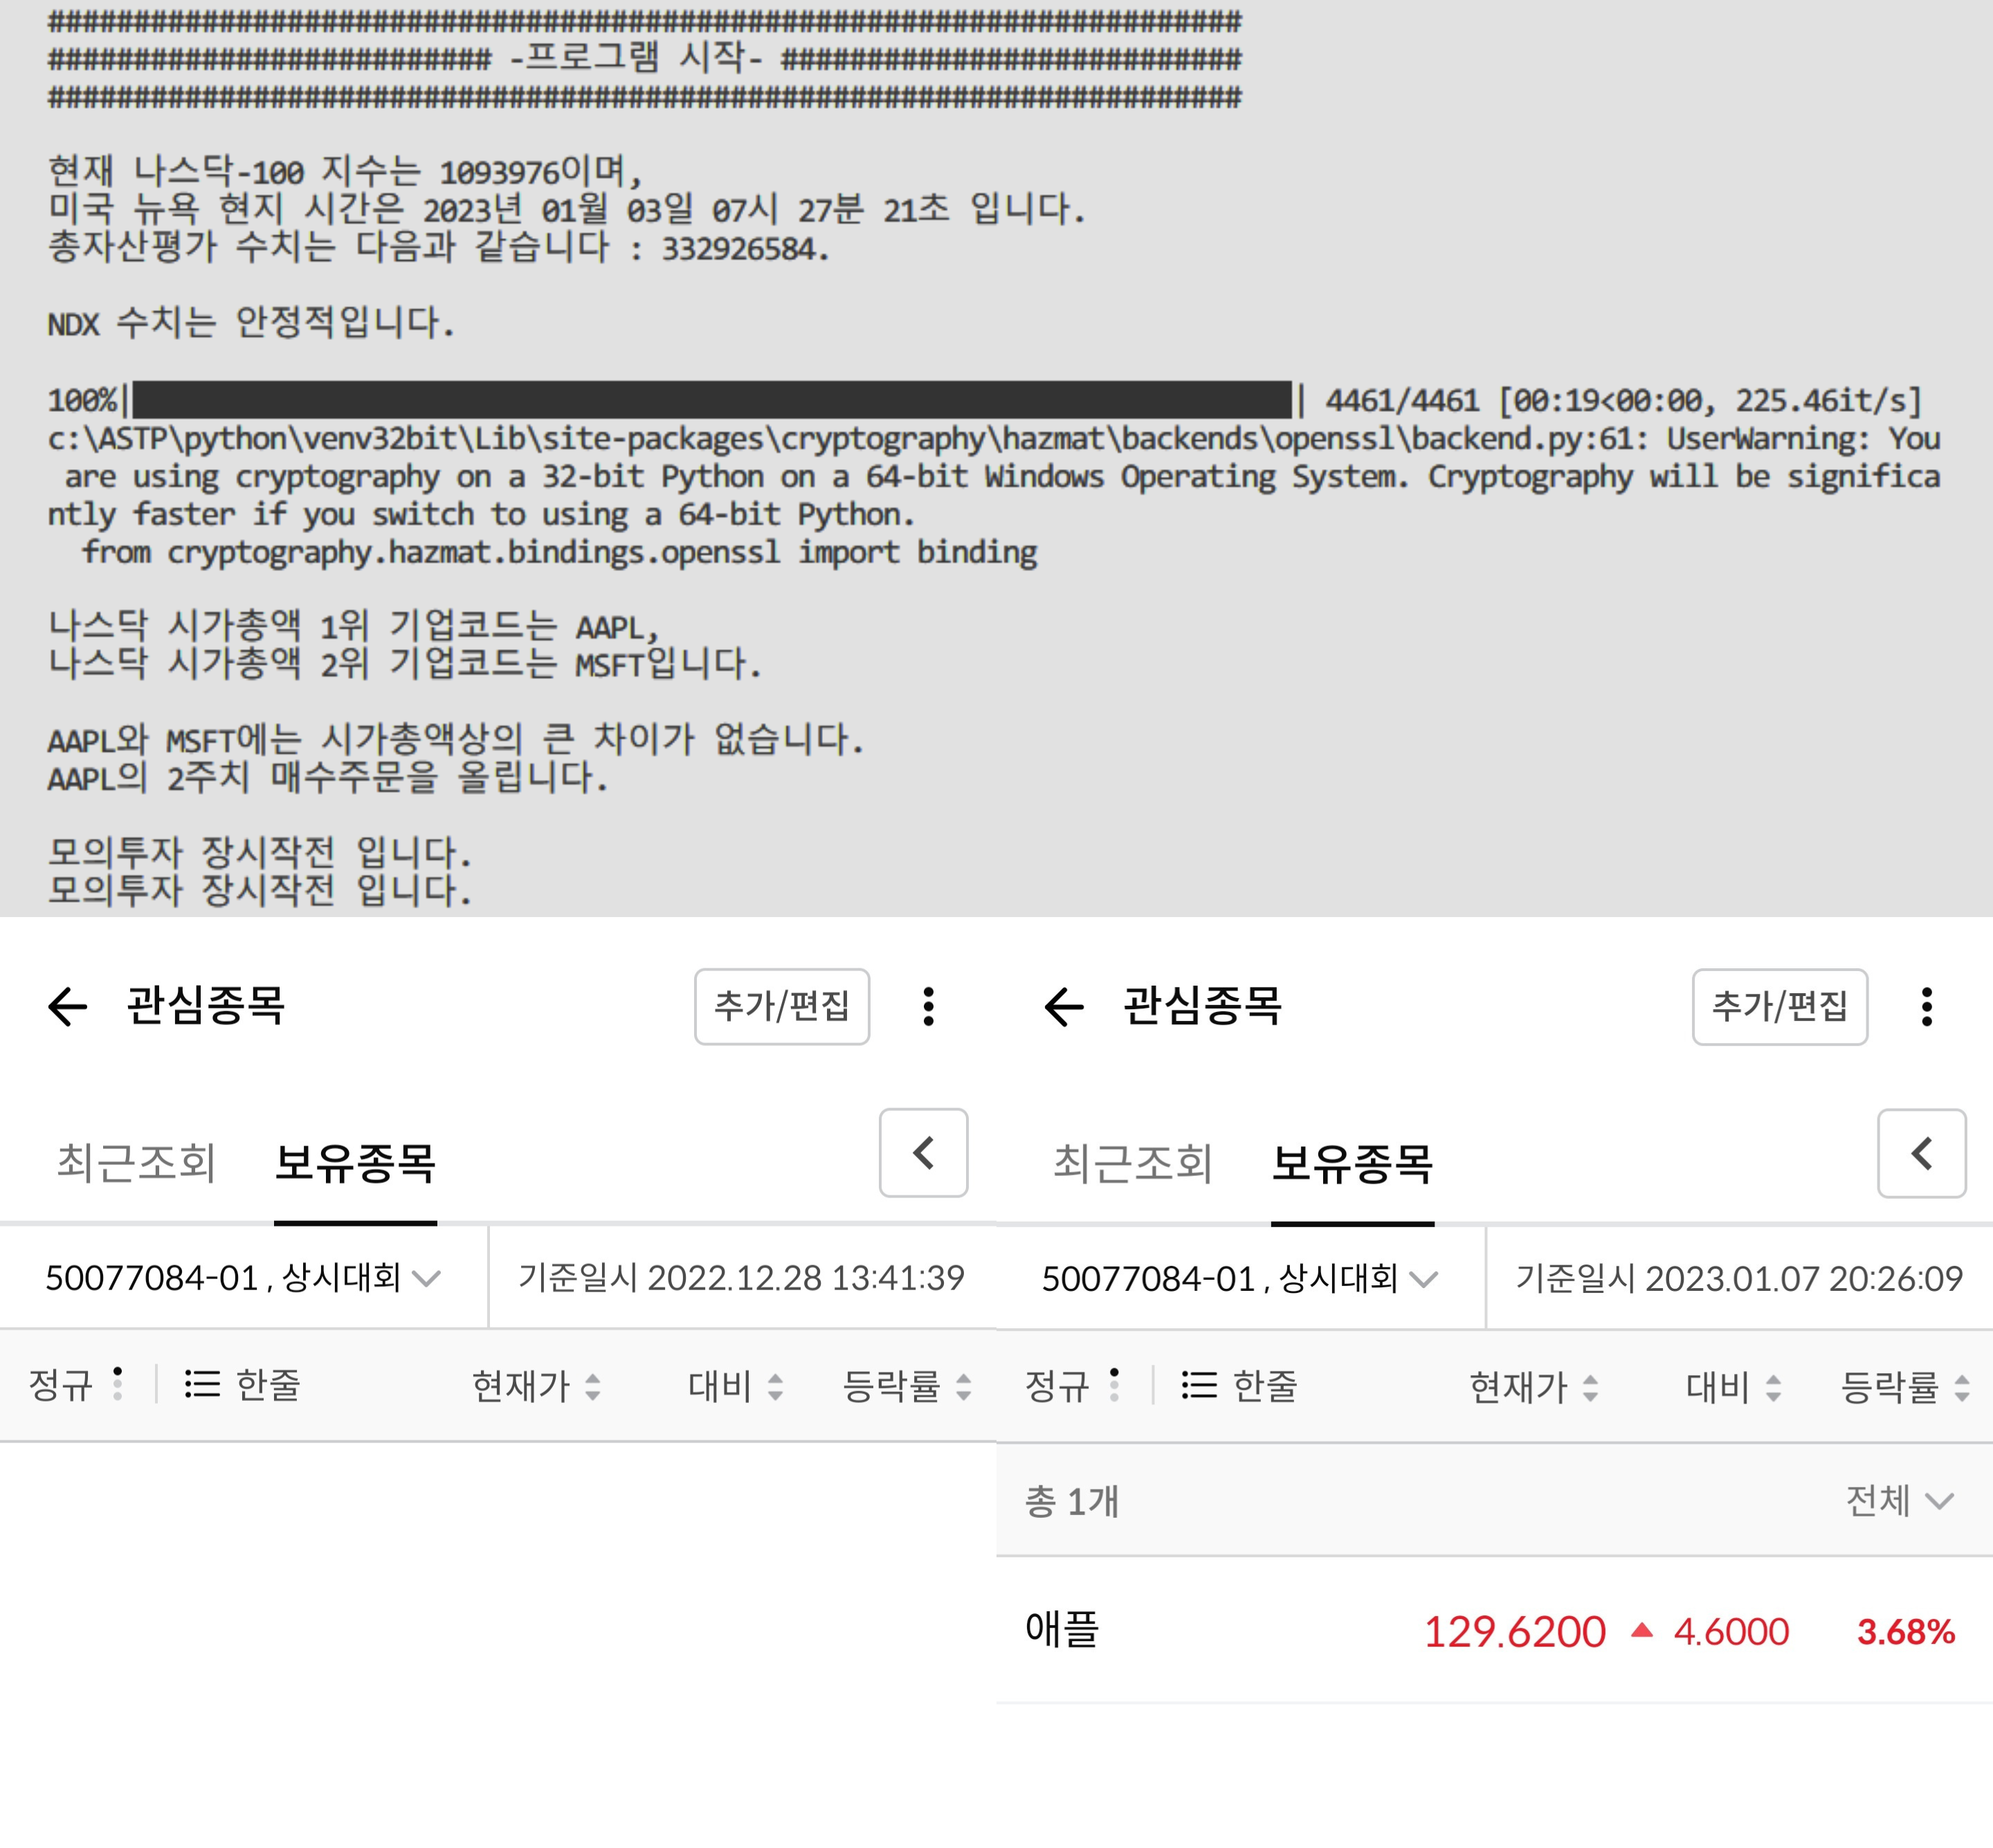 ######################################################################
########################## -프로그램 시작- ###########################
######################################################################
현재 나스닥-100 지수는 1093976이며,
미국 뉴욕 현지 시간은 2023년 01월 03일 07시 27분 21초 입니다.
총자산평가 수치는 다음과 같습니다 : 332926584.
NDX 수치는 안정적입니다.
100%| | 4461/4461 [00:19<00:00, 225.46it/s]
c:\ASTP\python\venv32bit\Lib\site-packages\cryptography\hazmat\backends\openssl\backend.py:61: UserWarning: You
are using cryptography on a 32-bit Python on a 64-bit Windows Operating System. Cryptography will be significa
ntly faster if you switch to using a 64-bit Python.
from cryptography.hazmat.bindings.openssl import binding
나스닥 시가총액 1위 기업코드는 AAPL,
나스닥 시가총액 2위 기업코드는 MSFT입니다.
AAPL와 MSFT에는 시가총액상의 큰 차이가 없습니다.
AAPL의 2주치 매수주문을 올립니다.
모의투자 장시작전 입니다.
모의투자 장시작전 입니다.
관심종목 추가/편집
최근조회 보유종목
50077084-01 , 상시대회 기준일시 2022.12.28 13:41:39
정규 한줄 현재가 대비 등락률
관심종목 추가/편집
최근조회 보유종목
50077084-01 , 상시대회 기준일시 2023.01.07 20:26:09
정규 한줄 현재가 대비 등락률
총 1개 전체
애플 129.6200 ▲ 4.6000 3.68%